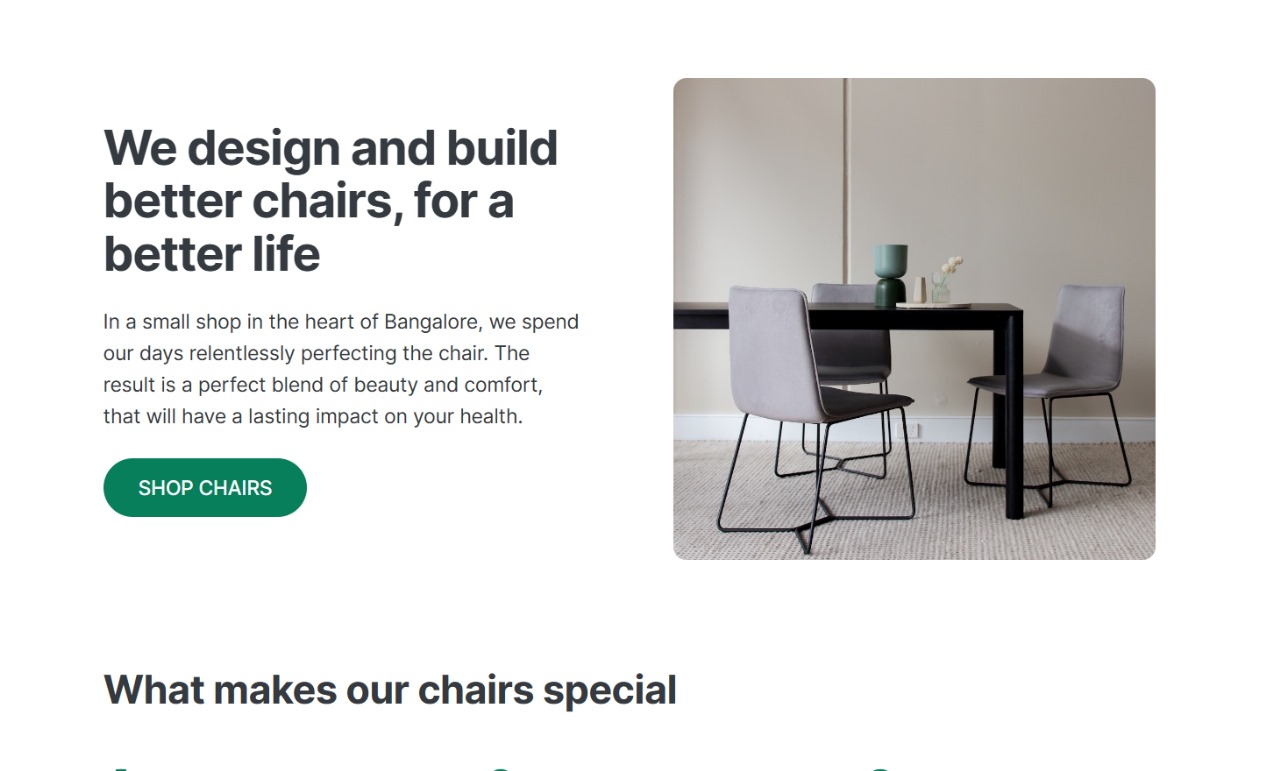 We design and build
better chairs, for a
better life
In a small shop in the heart of Bangalore, we spend
our days relentlessly perfecting the chair. The
result is a perfect blend of beauty and comfort,
that will have a lasting impact on your health.
SHOP CHAIRS
What makes our chairs special